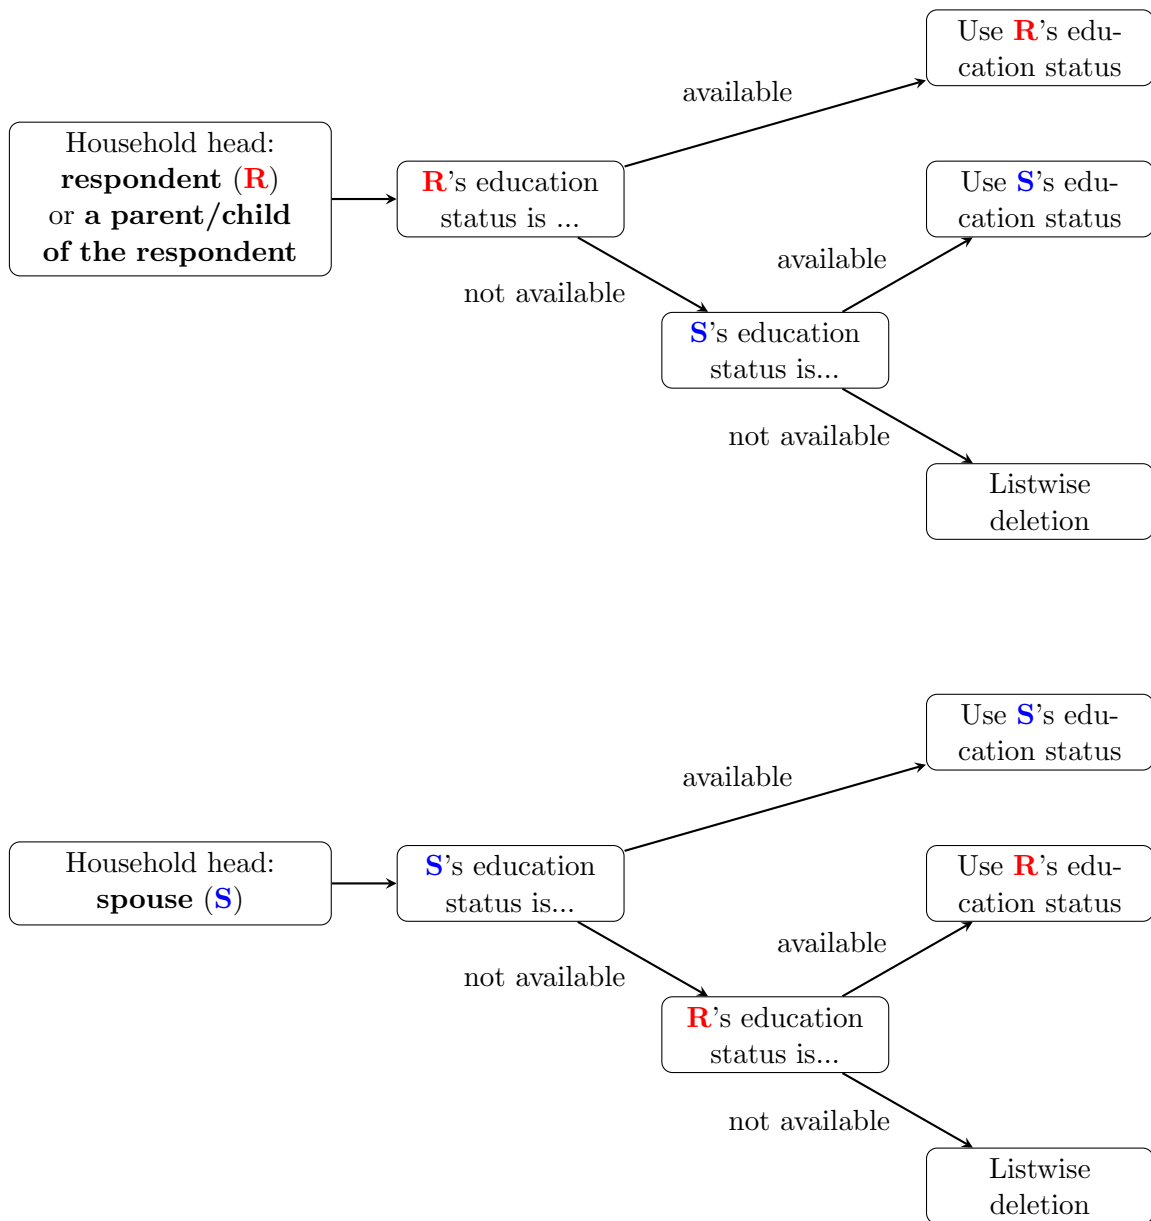 Use R's edu-
cation status
available
Household head:
respondent (R)
or a parent/child
of the respondent
R's education
status is ...
Use S's edu-
cation status
available
not available
S's education
status is...
not available
Listwise
deletion
Use S's edu-
cation status
available
Household head:
spouse (S)
S's education
status is...
Use R's edu-
cation status
available
not available
R's education
status is...
not available
Listwise
deletion